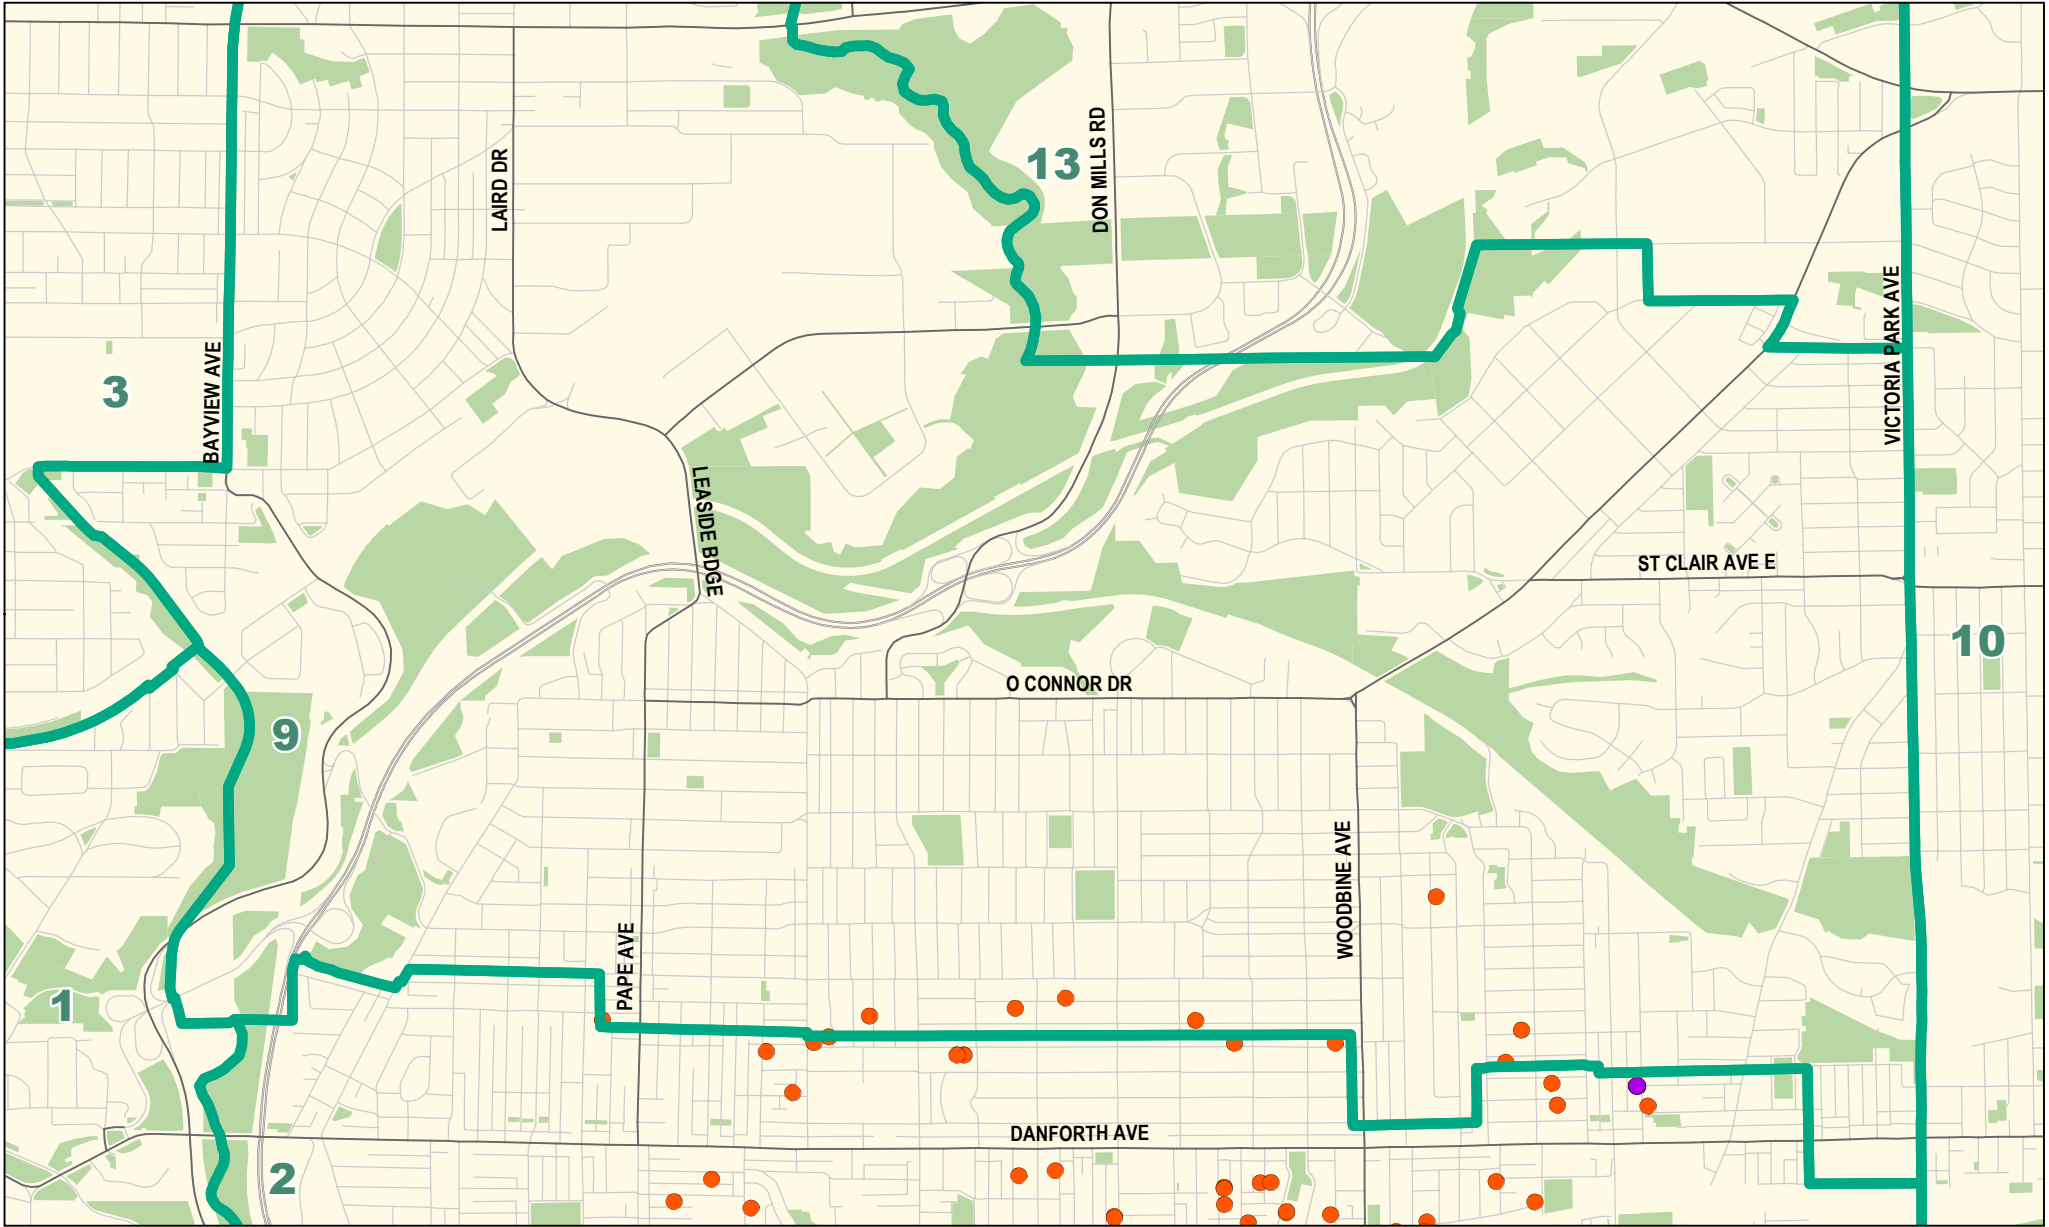 13
DON MILLS RD
LAIRD DR
VICTORIA PARK AVE
BAYVIEW AVE
3
LEASIDE BDGE
ST CLAIR AVE E
10
O CONNOR DR
9
WOODBINE AVE
PAPE AVE
1
DANFORTH AVE
2